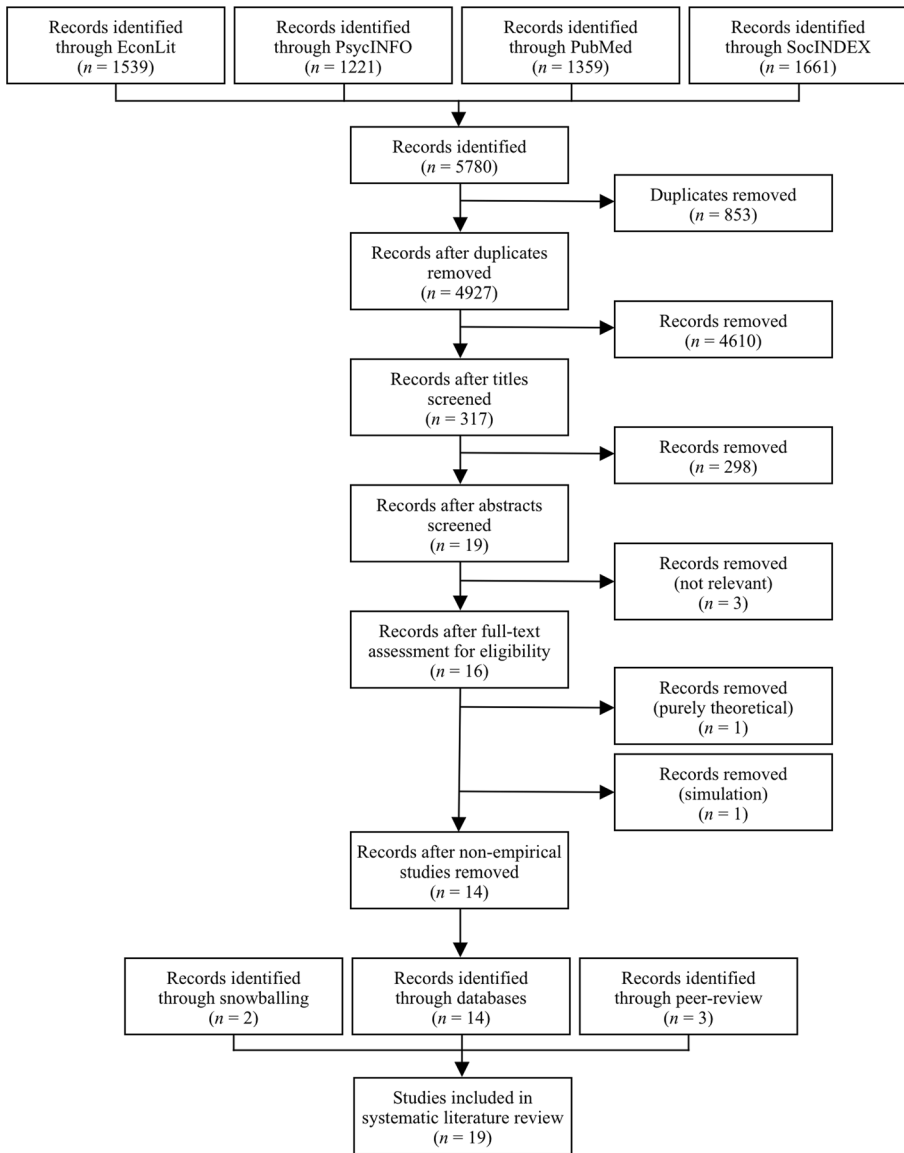 Records identified
through EconLit
(n = 1539)
Records identified
through PsycINFO
(n = 1221)
Records identified
through PubMed
(n = 1359)
Records identified
through SocINDEX
(n = 1661)
Records identified
(n = 5780)
Duplicates removed
(n = 853)
Records after duplicates
removed
(n = 4927)
Records removed
(n = 4610)
Records after titles
screened
(n = 317)
Records removed
(n = 298)
Records after abstracts
screened
(n = 19)
Records removed
(not relevant)
(n = 3)
Records after full-text
assessment for eligibility
(n = 16)
Records removed
(purely theoretical)
(n = 1)
Records removed
(simulation)
(n = 1)
Records after non-empirical
studies removed
(n = 14)
Records identified
through snowballing
(n = 2)
Records identified
through databases
(n = 14)
Records identified
through peer-review
(n = 3)
Studies included in
systematic literature review
(n = 19)